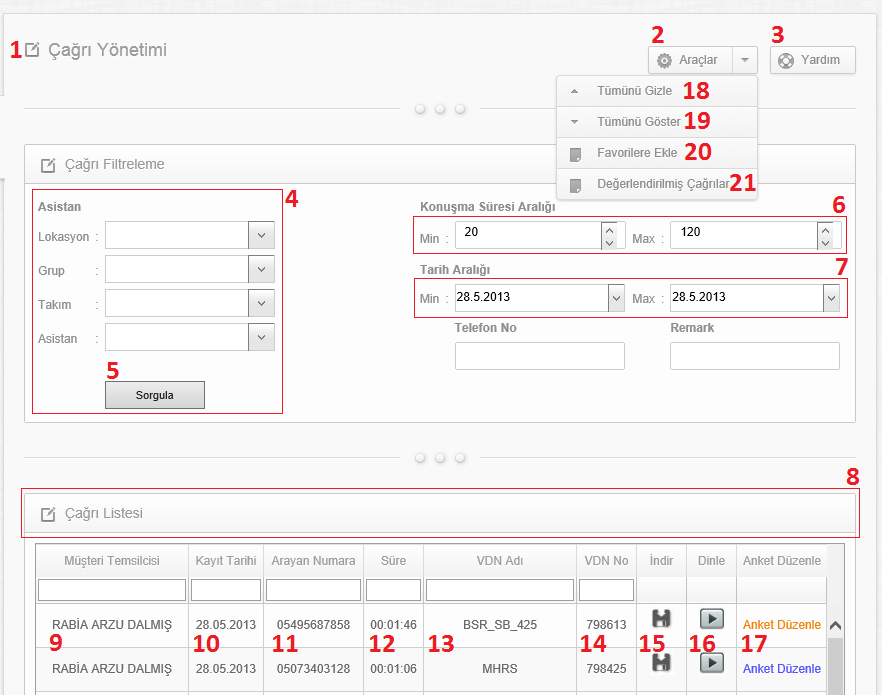 1 Çağrı Yönetimi
2 3
Araçlar Yardım
Tümünü Gizle 18
Tümünü Göster 19
Favorilere Ekle 20
Değerlendirilmiş Çağrılar 21
Çağrı Filtreleme
4
Asistan
Lokasyon :
Grup :
Takım :
Asistan :
5
Sorgula
Konuşma Süresi Aralığı 6
Min : 20 Max : 120
Tarih Aralığı 7
Min : 28.5.2013 Max : 28.5.2013
Telefon No Remark
8
Çağrı Listesi
Müşteri Temsilcisi Kayıt Tarihi Arayan Numara Süre VDN Adı VDN No İndir Dinle Anket Düzenle
RABİA ARZU DALMIŞ 28.05.2013 05495687858 00:01:46 BSR_SB_425 798613 Anket Düzenle
9 10 11 12 13 14 15 16 17
RABİA ARZU DALMIŞ 28.05.2013 05073403128 00:01:06 MHRS 798425 Anket Düzenle